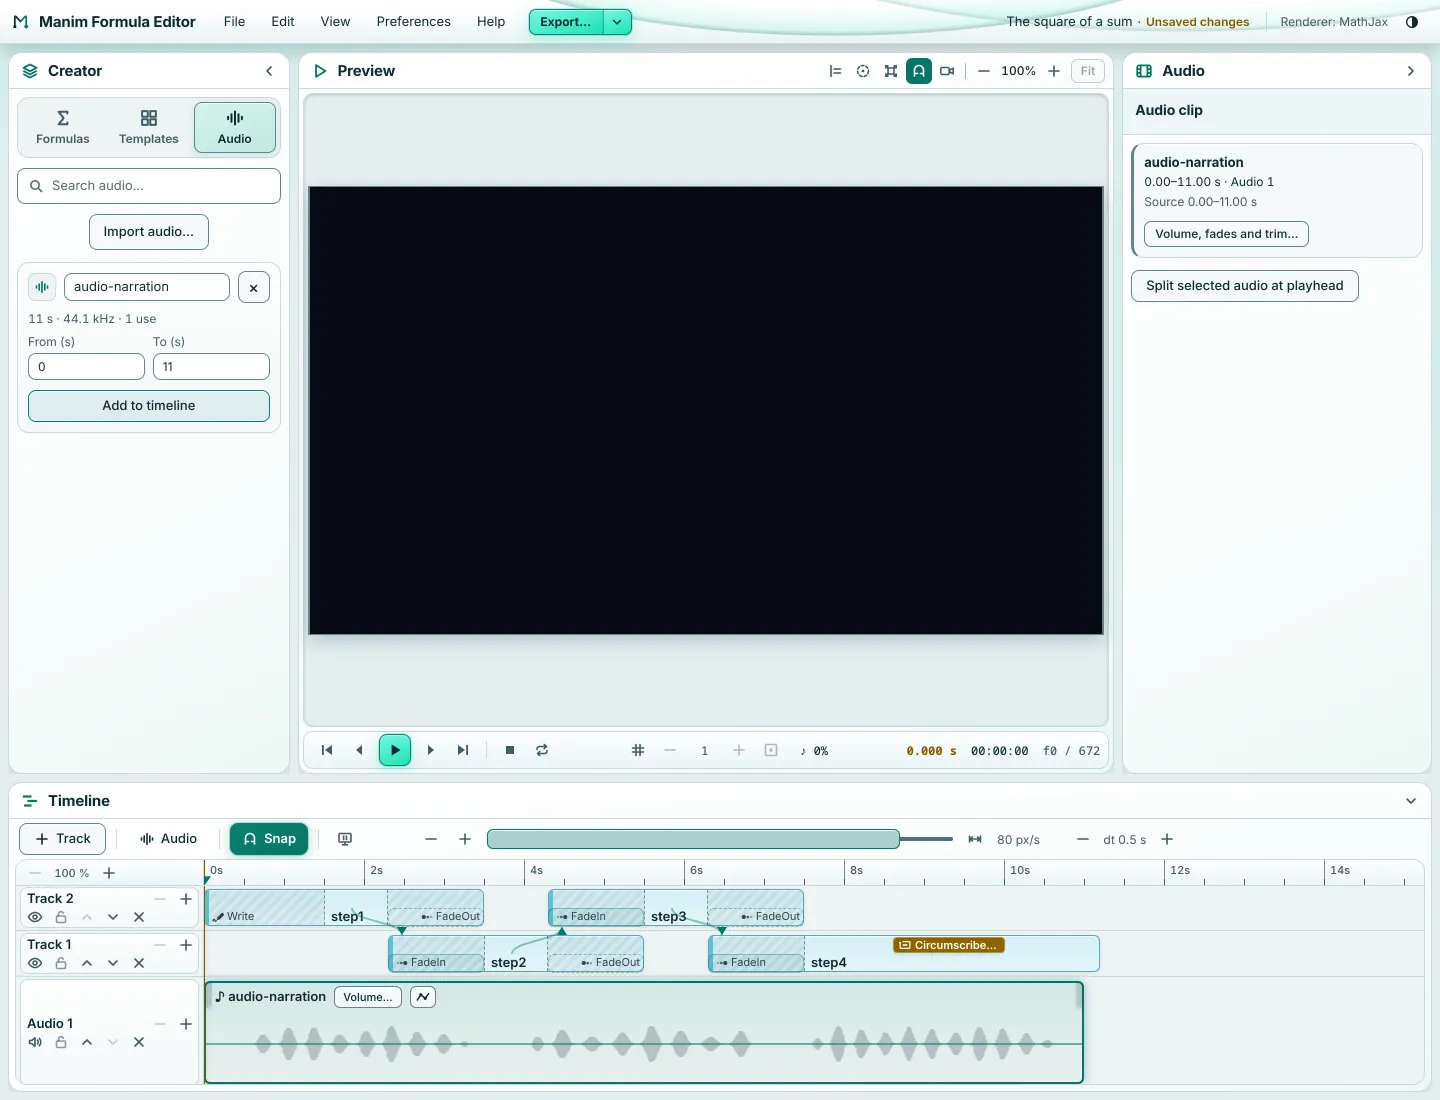 Manim Formula Editor File Edit View Preferences Help Export... The square of a sum · Unsaved changes Renderer: MathJax
Creator
Formulas Templates Audio
Search audio...
Import audio...
audio-narration
11 s · 44.1 kHz · 1 use
From (s) To (s)
0 11
Add to timeline
Preview 100% Fit
1 ♪ 0% 0.000 s 00:00:00 f0 / 672
Audio
Audio clip
audio-narration
0.00–11.00 s · Audio 1
Source 0.00–11.00 s
Volume, fades and trim...
Split selected audio at playhead
Timeline
Track Audio Snap 80 px/s dt 0.5 s
100 % 0s 2s 4s 6s 8s 10s 12s 14s
Track 2
Write step1 FadeOut FadeIn step3 FadeOut
Track 1 Circumscribe...
FadeIn step2 FadeOut FadeIn step4
♪ audio-narration Volume...
Audio 1